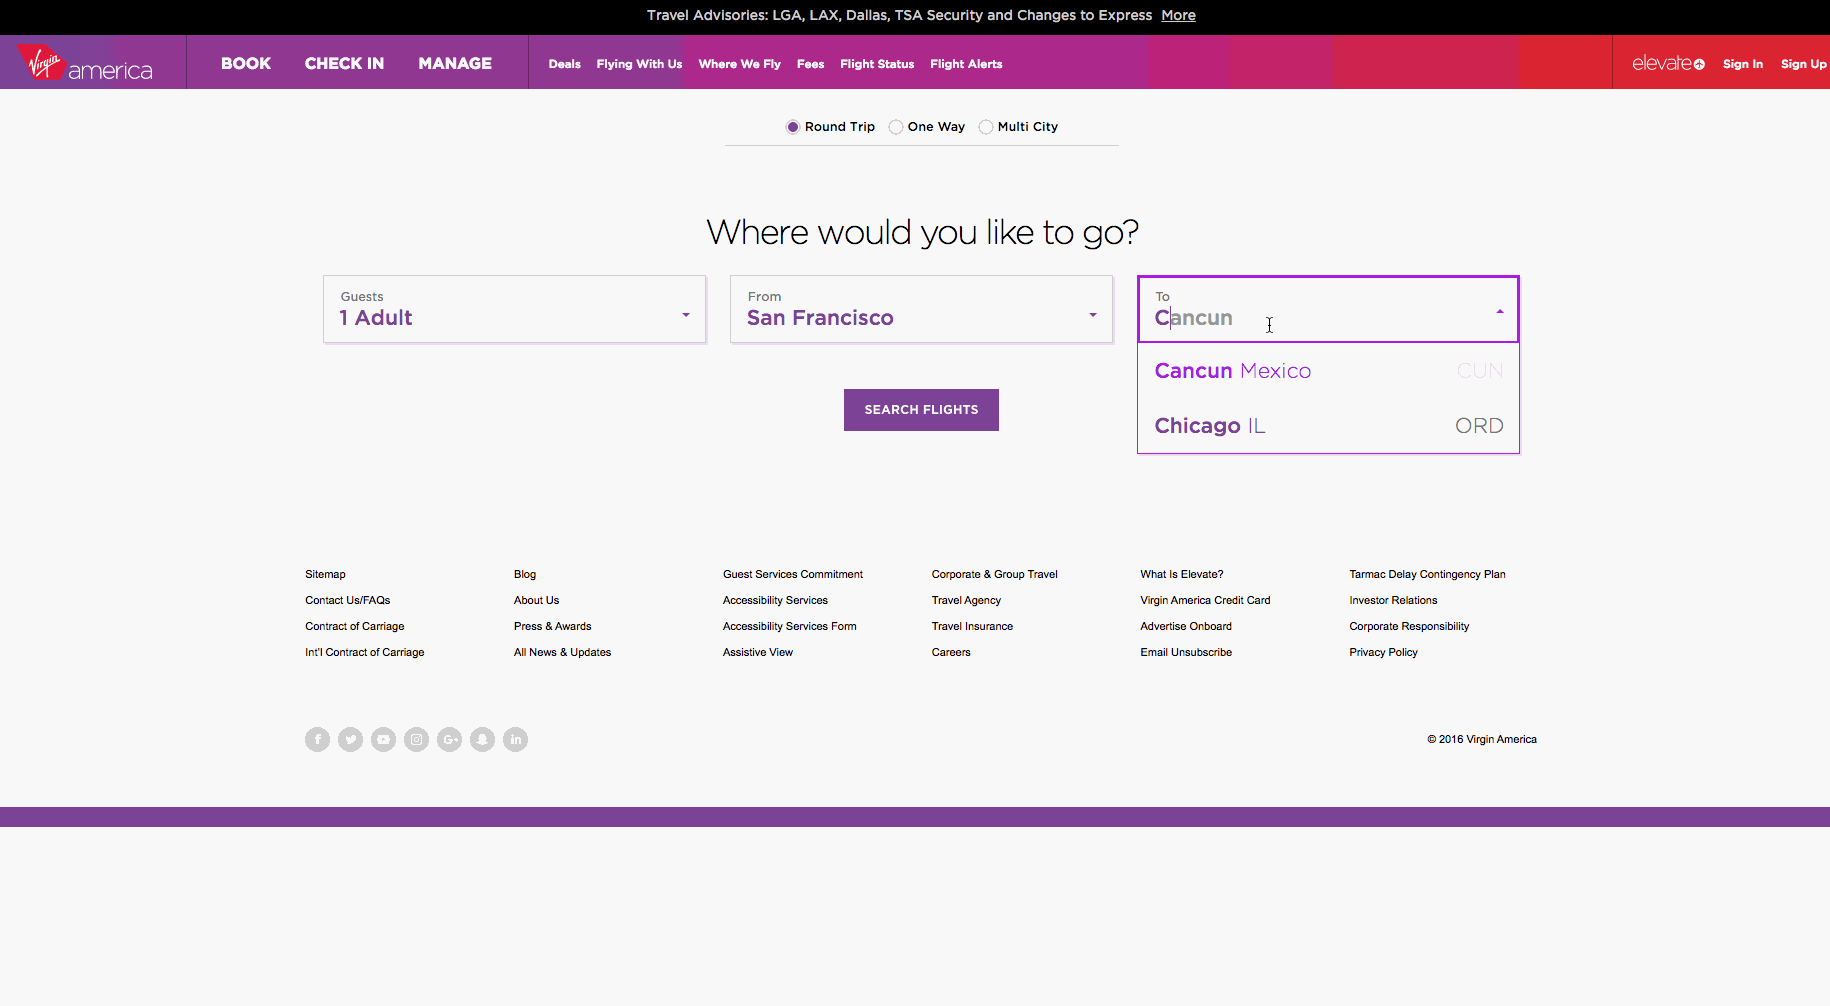 Travel Advisories: LGA, LAX, Dallas, TSA Security and Changes to Express More
Virgin america
BOOK CHECK IN MANAGE Deals Flying With Us Where We Fly Fees Flight Status Flight Alerts elevate Sign In Sign Up
Round Trip One Way Multi City
Where would you like to go?
Guests
1 Adult
From
San Francisco
To
Cancun
Cancun Mexico CUN
Chicago IL ORD
SEARCH FLIGHTS
Sitemap
Contact Us/FAQs
Contract of Carriage
Int'l Contract of Carriage
Blog
About Us
Press & Awards
All News & Updates
Guest Services Commitment
Accessibility Services
Accessibility Services Form
Assistive View
Corporate & Group Travel
Travel Agency
Travel Insurance
Careers
What Is Elevate?
Virgin America Credit Card
Advertise Onboard
Email Unsubscribe
Tarmac Delay Contingency Plan
Investor Relations
Corporate Responsibility
Privacy Policy
© 2016 Virgin America